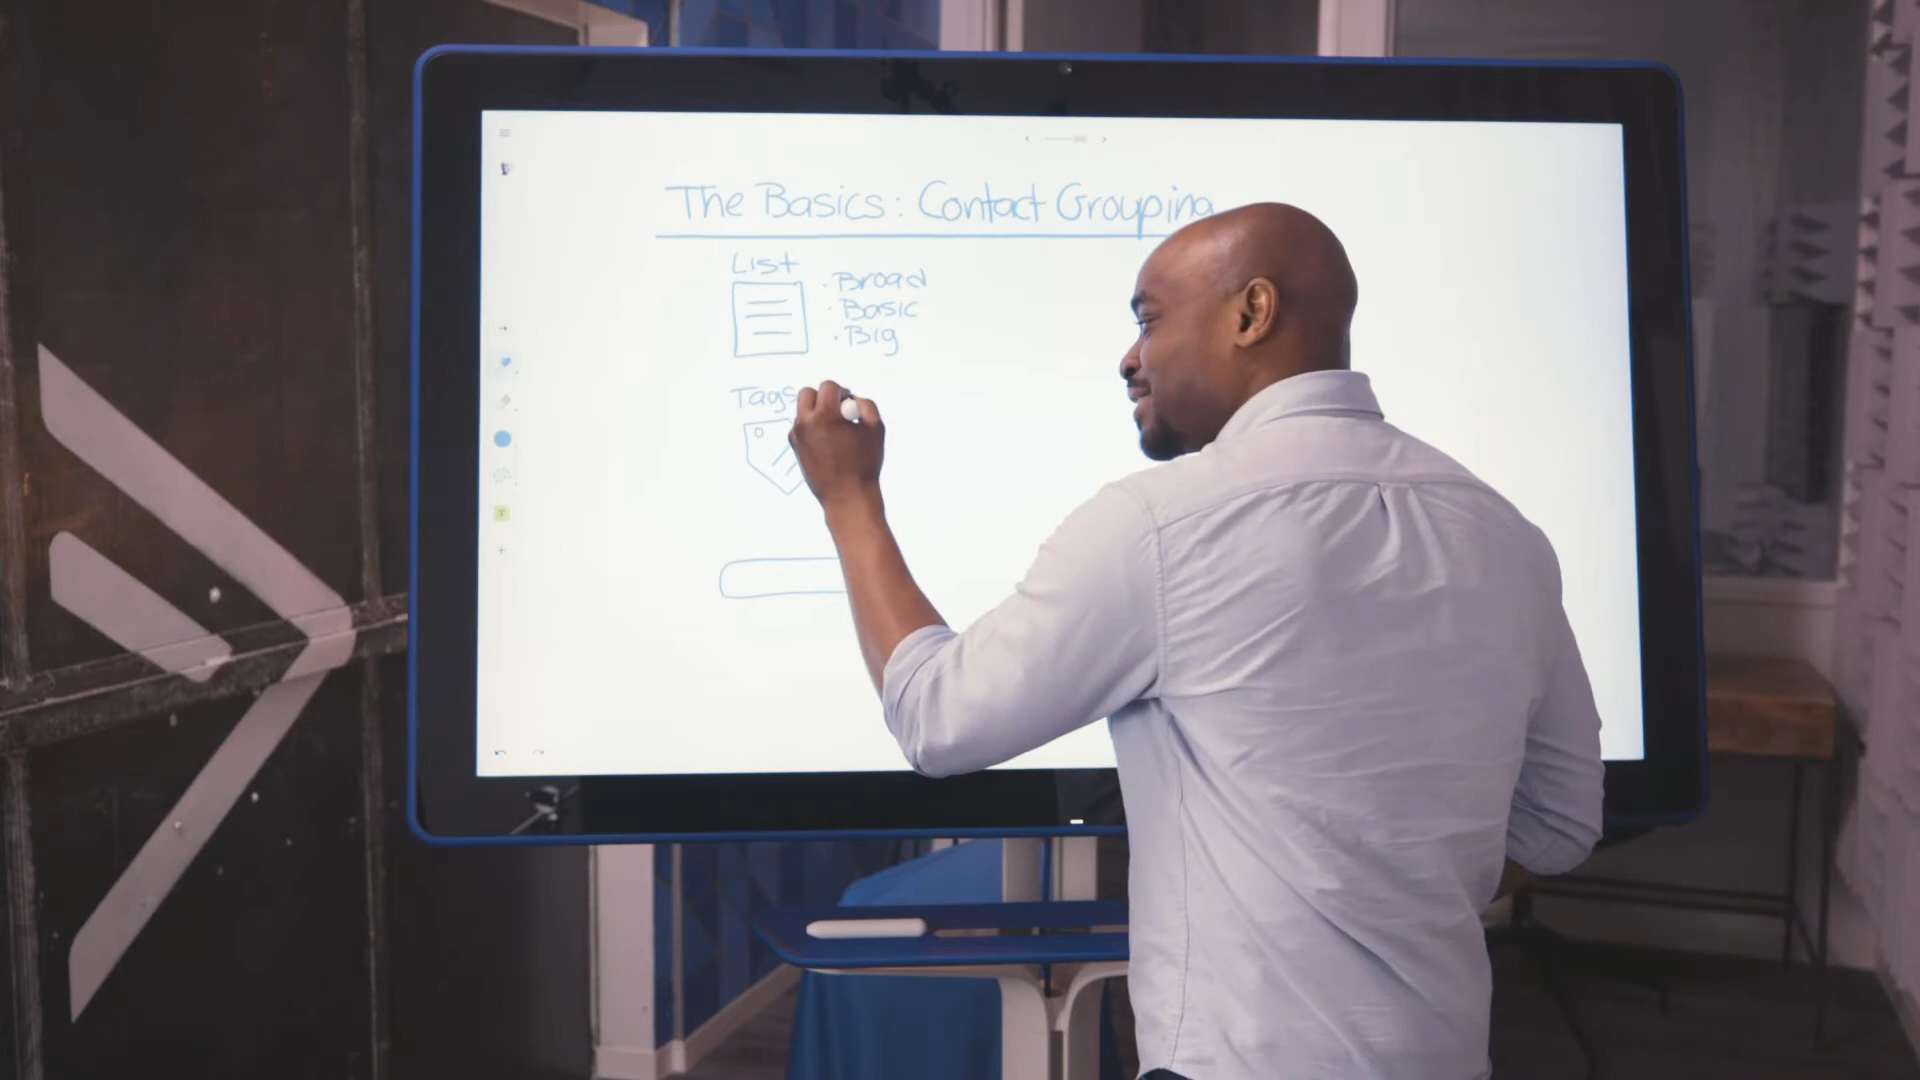 The Basics: Contact Grouping
List
· Broad
· Basic
· Big
Tags